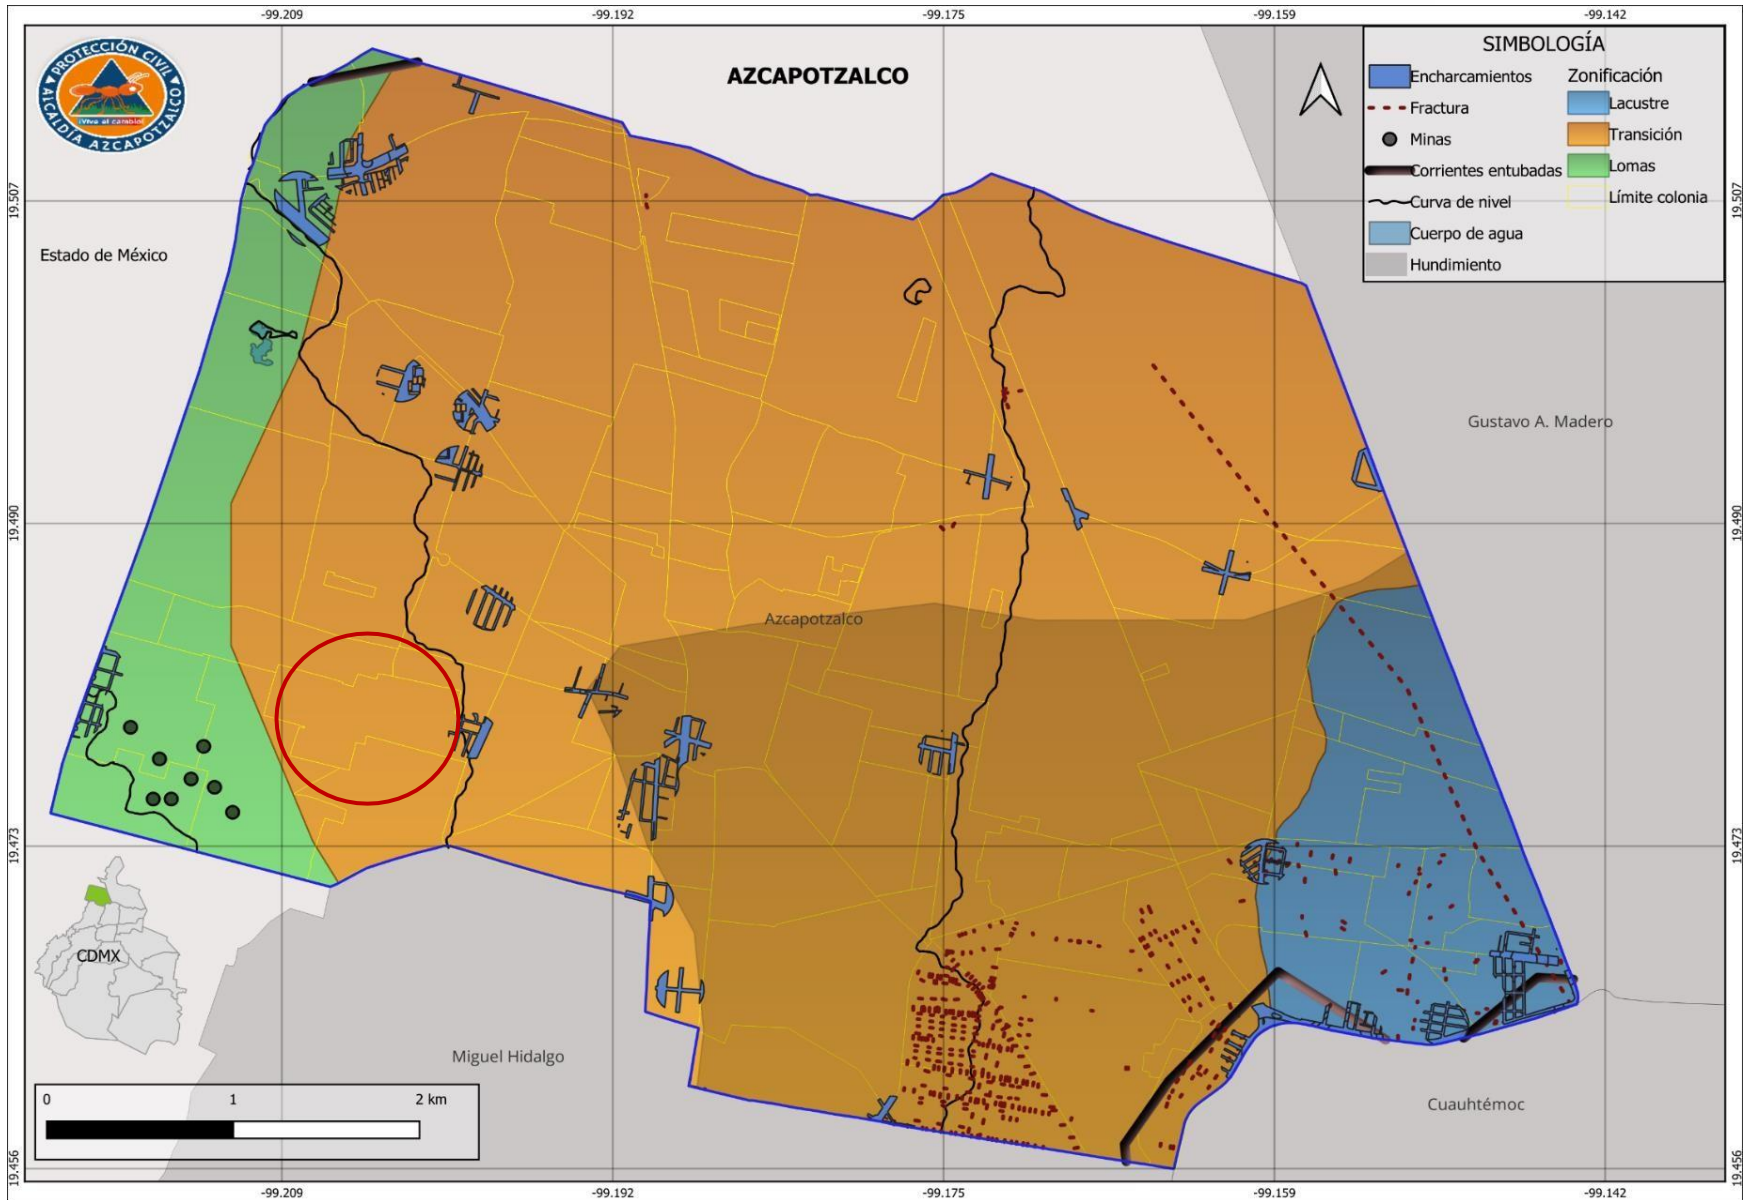 -99.209
-99.192
-99.175
-99.159
-99.142
PROTECCIÓN CIVIL
¡Vive el cambio!
ALCALDÍA AZCAPOTZALCO
AZCAPOTZALCO
SIMBOLOGÍA
Encharcamientos
Fractura
Minas
Corrientes entubadas
Curva de nivel
Cuerpo de agua
Hundimiento
Zonificación
Lacustre
Transición
Lomas
Límite colonia
19.507
19.507
Estado de México
Gustavo A. Madero
19.490
19.490
Azcapotzalco
19.473
19.473
CDMX
Miguel Hidalgo
Cuauhtémoc
0 1 2 km
19.456
19.456
-99.209
-99.192
-99.175
-99.159
-99.142